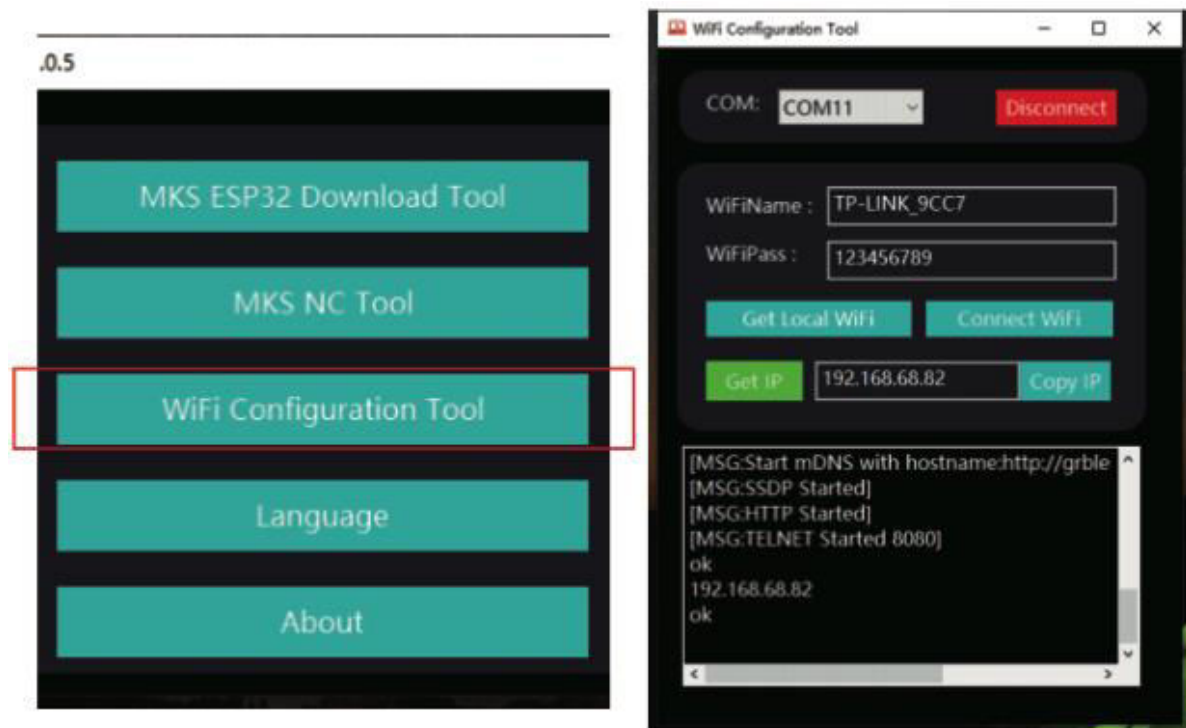 .0.5
MKS ESP32 Download Tool
MKS NC Tool
WiFi Configuration Tool
Language
About
WiFi Configuration Tool
COM: COM11 Disconnect
WiFiName : TP-LINK_9CC7
WiFiPass : 123456789
Get Local WiFi Connect WiFi
Get IP 192.168.68.82 Copy IP
[MSG:Start mDNS with hostname:http://grble
[MSG:SSDP Started]
[MSG:HTTP Started]
[MSG:TELNET Started 8080]
ok
192.168.68.82
ok